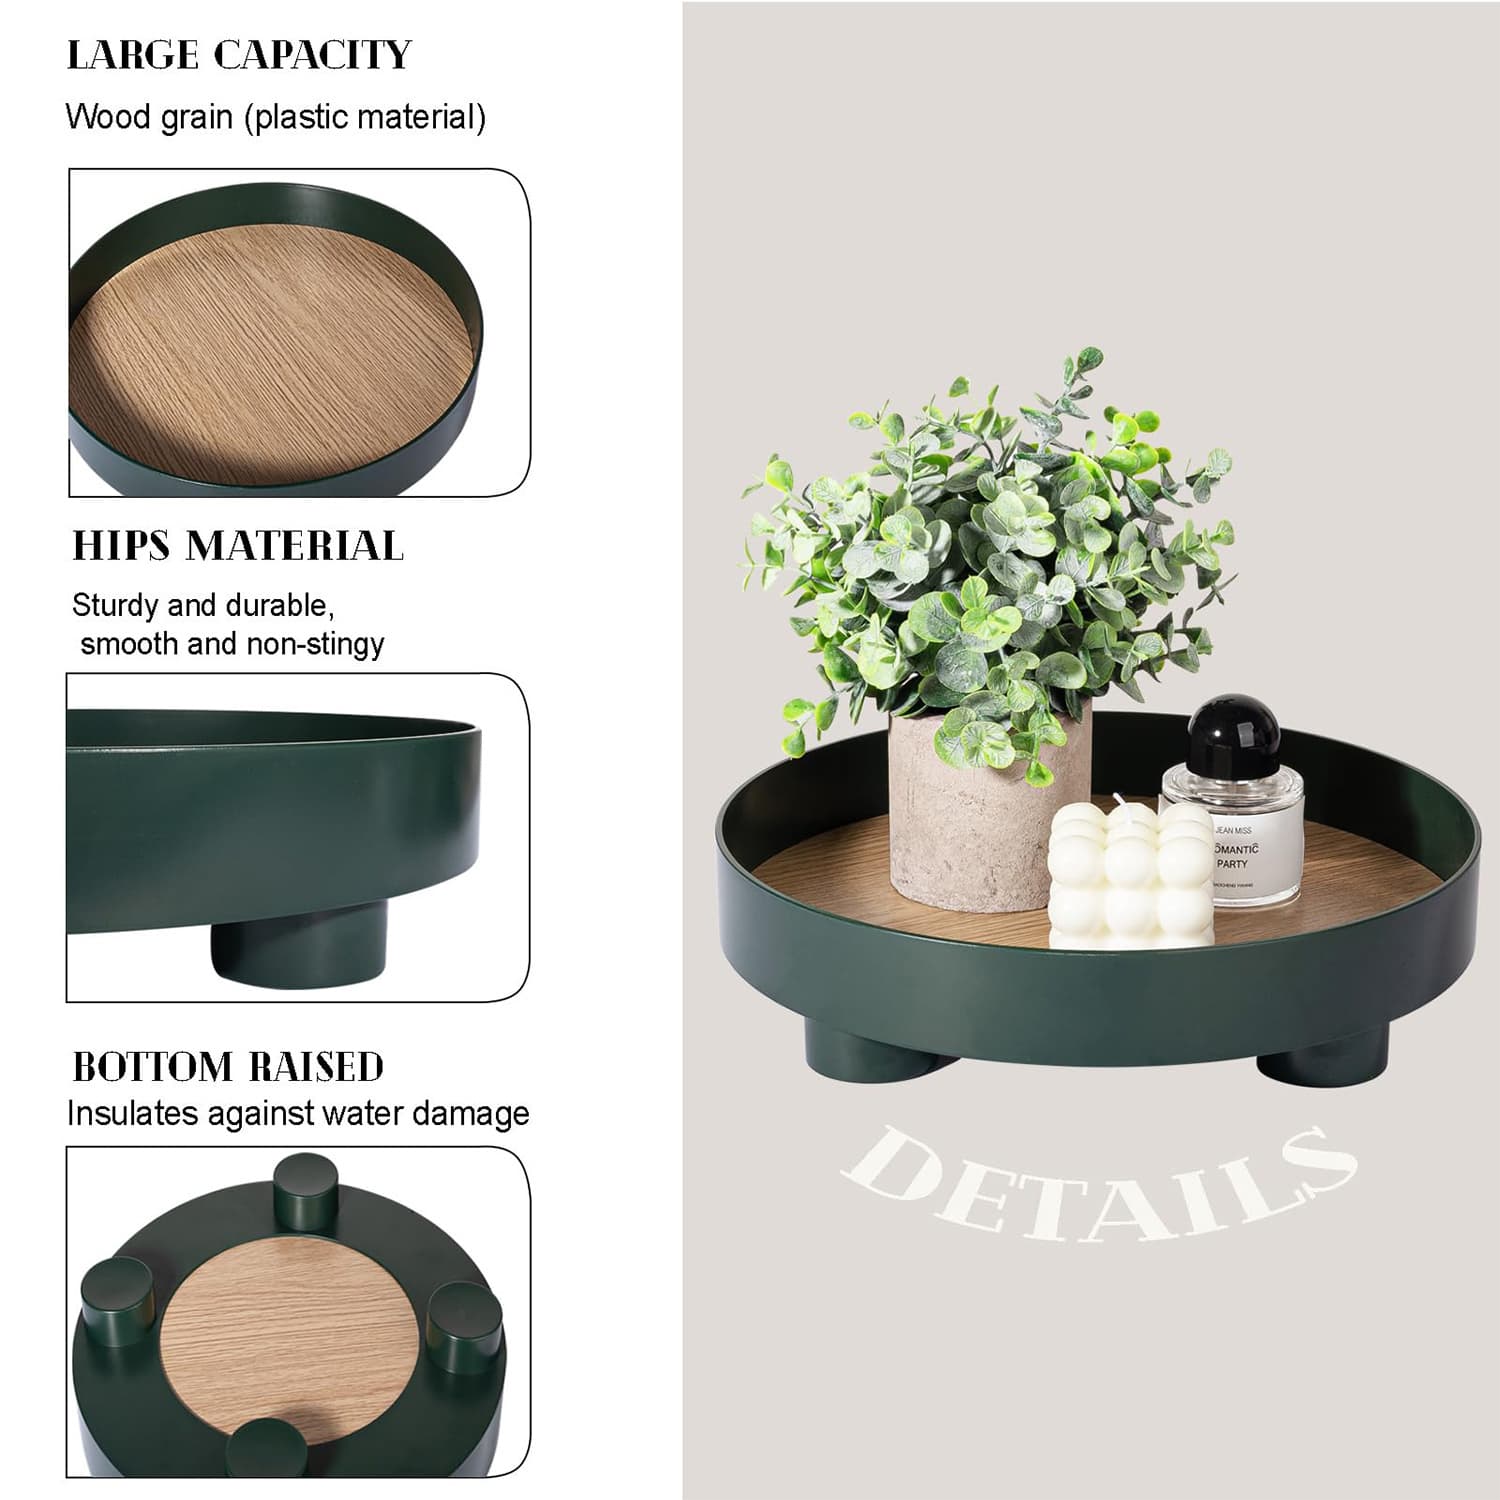 LARGE CAPACITY
Wood grain (plastic material)
HIPS MATERIAL
Sturdy and durable,
smooth and non-stingy
BOTTOM RAISED
Insulates against water damage
JEAN MISS
PARTY
DETAILS